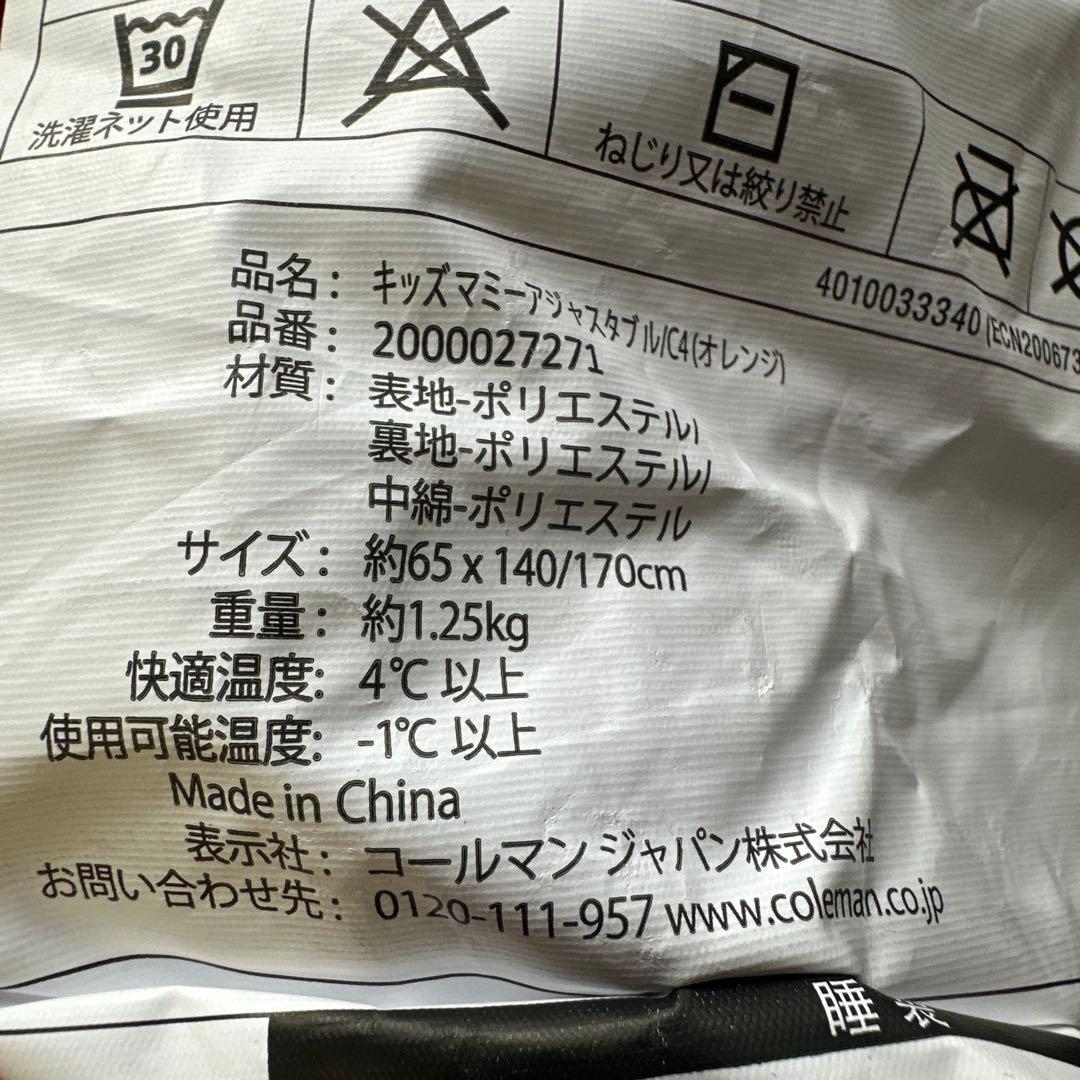 30
洗濯ネット使用
ねじり又は絞り禁止
4010033340 (ECN200673
品名： キッズマミーアジャスタブル/C4(オレンジ)
品番： 2000027271
材質： 表地-ポリエステル/
裏地-ポリエステル/
中綿-ポリエステル
サイズ： 約65 x 140/170cm
重量： 約1.25kg
快適温度: 4℃ 以上
使用可能温度: -1℃ 以上
Made in China
表示社： コールマン ジャパン株式会社
お問い合わせ先： 0120-111-957 www.coleman.co.jp
睡 袋